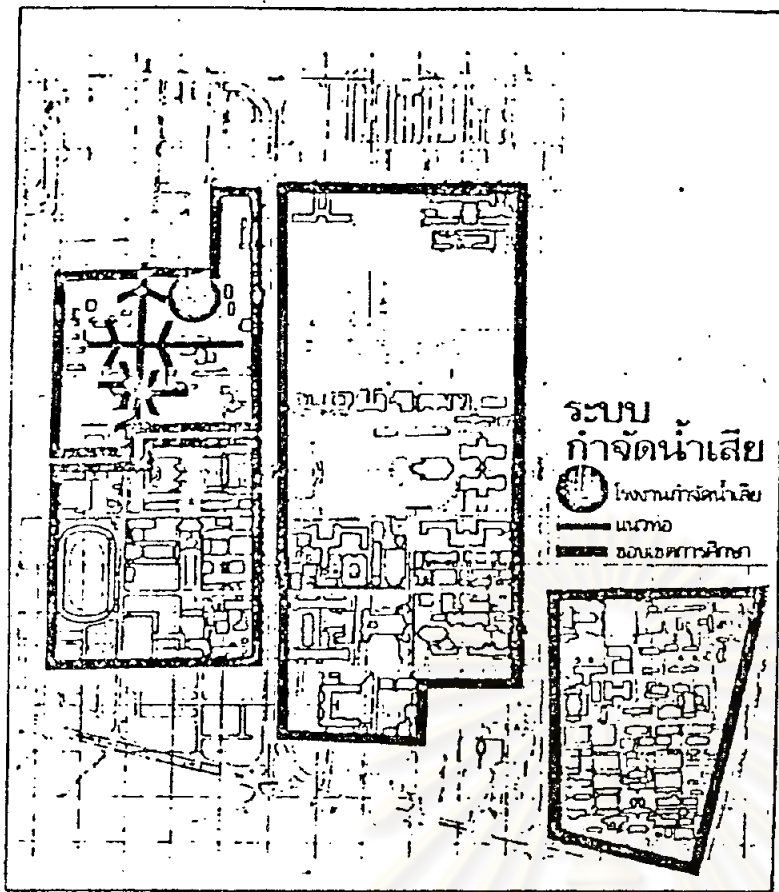 ระบบ
กำจัดน้ำเสีย
โรงงานกำจัดน้ำเสีย
แนวท่อ
ขอบเขตการศึกษา